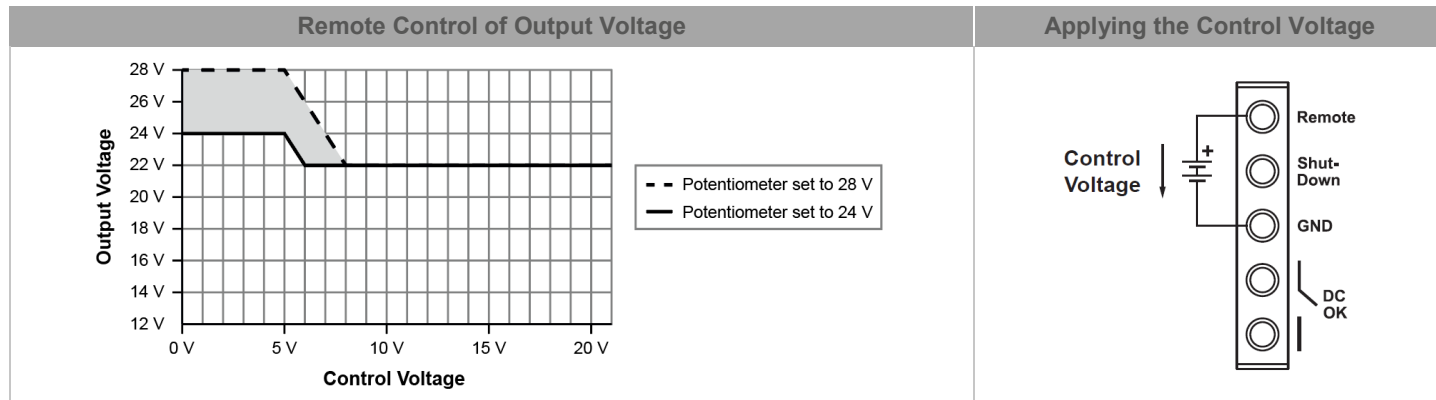 Remote Control of Output Voltage
Applying the Control Voltage
28 V
26 V
24 V
22 V
20 V
18 V
16 V
14 V
12 V
Output Voltage
0 V
5 V
10 V
15 V
20 V
Control Voltage
Potentiometer set to 28 V
Potentiometer set to 24 V
Control
Voltage
+
Remote
Shut-
Down
GND
DC
OK